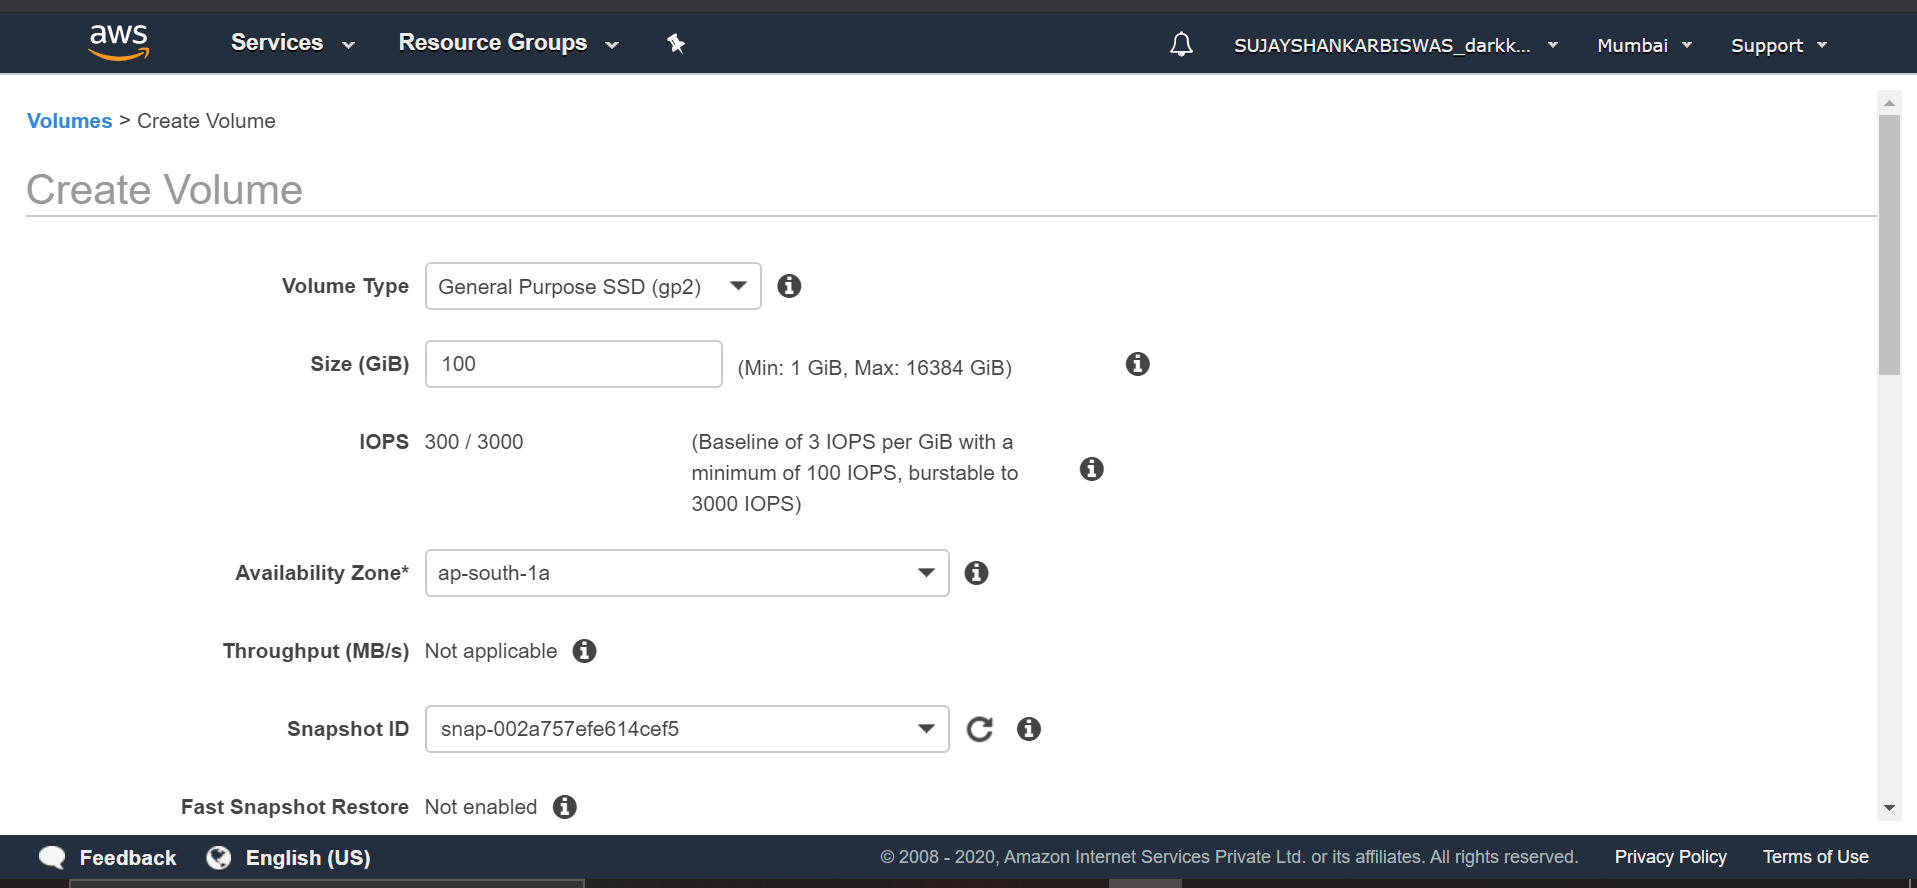 aws Services Resource Groups SUJAYSHANKARBISWAS_darkk... Mumbai Support
Volumes > Create Volume
Create Volume
Volume Type General Purpose SSD (gp2)
Size (GiB) 100 (Min: 1 GiB, Max: 16384 GiB)
IOPS 300 / 3000 (Baseline of 3 IOPS per GiB with a
minimum of 100 IOPS, burstable to
3000 IOPS)
Availability Zone* ap-south-1a
Throughput (MB/s) Not applicable
Snapshot ID snap-002a757efe614cef5
Fast Snapshot Restore Not enabled
Feedback English (US) © 2008 - 2020, Amazon Internet Services Private Ltd. or its affiliates. All rights reserved. Privacy Policy Terms of Use